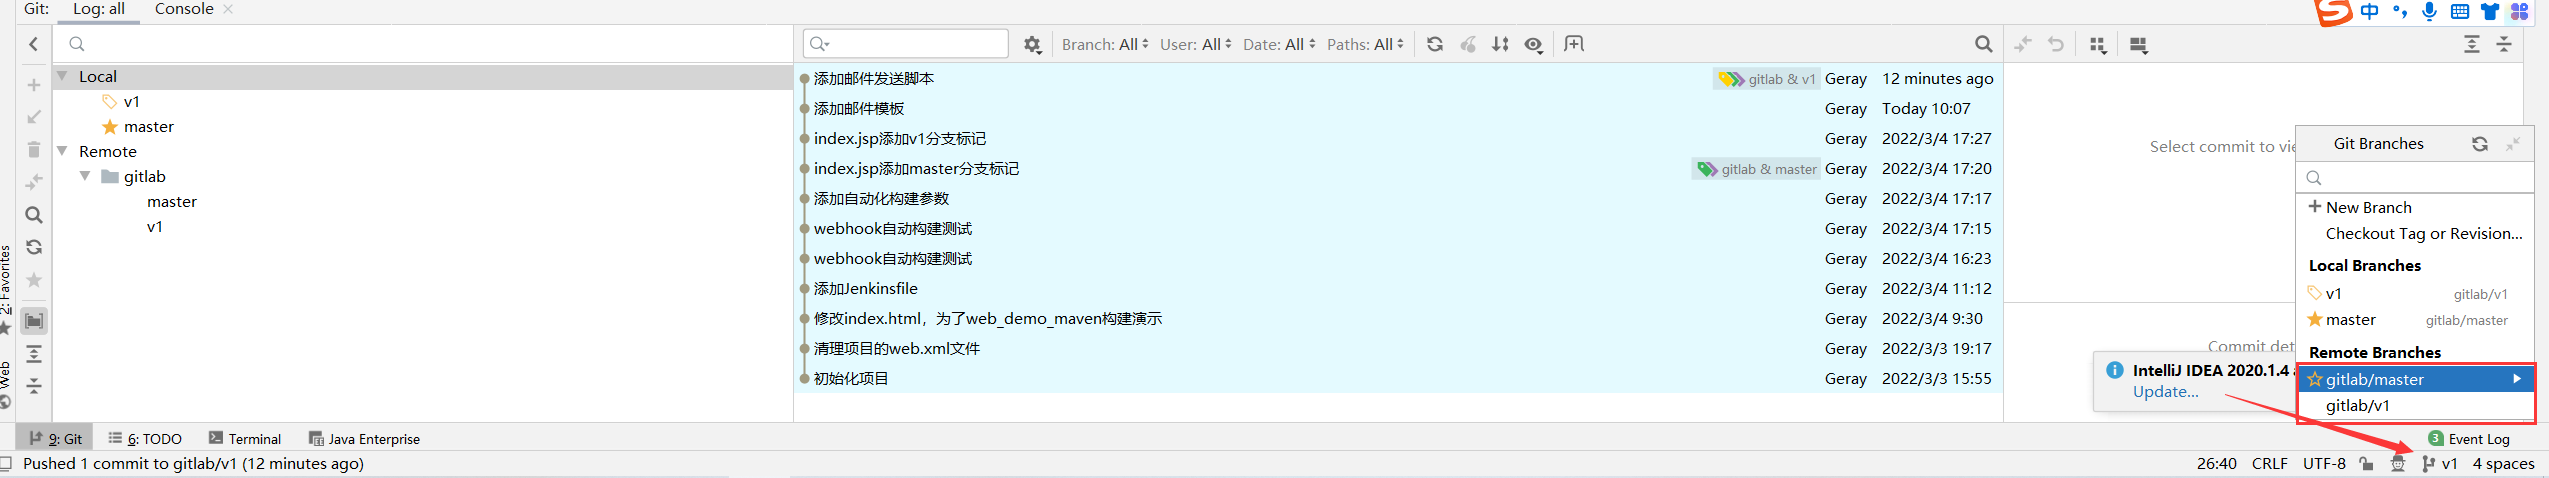 Git: Log: all Console
中
Branch: All User: All Date: All Paths: All
Local
v1
master
Remote
gitlab
master
v1
添加邮件发送脚本 gitlab & v1 Geray 12 minutes ago
添加邮件模板 Geray Today 10:07
index.jsp添加v1分支标记 Geray 2022/3/4 17:27
index.jsp添加master分支标记 gitlab & master Geray 2022/3/4 17:20
添加自动化构建参数 Geray 2022/3/4 17:17
webhook自动构建测试 Geray 2022/3/4 17:15
webhook自动构建测试 Geray 2022/3/4 16:23
添加Jenkinsfile Geray 2022/3/4 11:12
修改index.html，为了web_demo_maven构建演示 Geray 2022/3/4 9:30
清理项目的web.xml文件 Geray 2022/3/3 19:17
初始化项目 Geray 2022/3/3 15:55
Select commit to vie
Commit det
Git Branches
New Branch
Checkout Tag or Revision...
Local Branches
v1 gitlab/v1
master gitlab/master
Remote Branches
gitlab/master
gitlab/v1
IntelliJ IDEA 2020.1.4 a
Update...
2: Favorites
Web
9: Git 6: TODO Terminal Java Enterprise
3 Event Log
Pushed 1 commit to gitlab/v1 (12 minutes ago)
26:40 CRLF UTF-8 v1 4 spaces